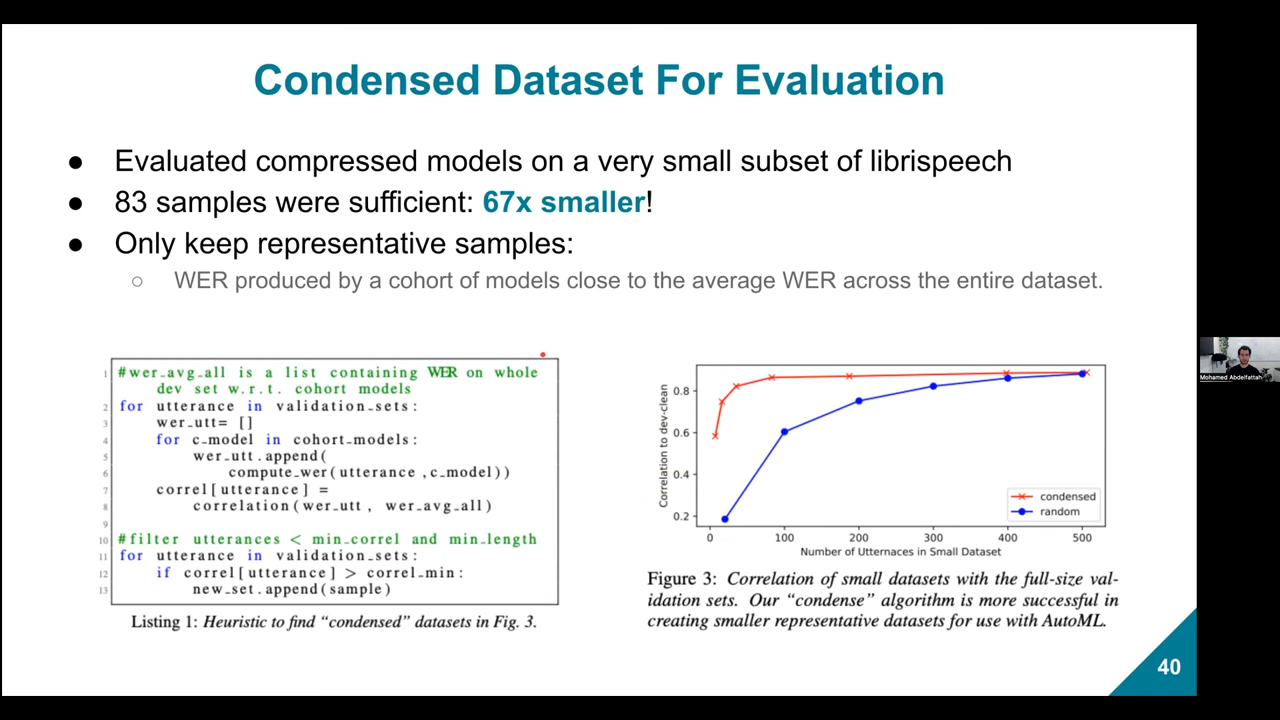 Condensed Dataset For Evaluation
● Evaluated compressed models on a very small subset of librispeech
● 83 samples were sufficient: 67x smaller!
● Only keep representative samples:
○ WER produced by a cohort of models close to the average WER across the entire dataset.
1 #wer_avg_all is a list containing WER on whole
dev set w.r.t. cohort models
2 for utterance in validation_sets:
3 wer_utt= []
4 for c_model in cohort_models:
5 wer_utt.append(
6 compute_wer(utterance,c_model))
7 correl[utterance] =
8 correlation(wer_utt, wer_avg_all)
9
10 #filter utterances < min_correl and min_length
11 for utterance in validation_sets:
12 if correl[utterance] > correl_min:
13 new_set.append(sample)
Listing 1: Heuristic to find “condensed” datasets in Fig. 3.
Correlation to dev-clean
0.8
0.6
0.4
0.2
condensed
random
0 100 200 300 400 500
Number of Utternaces in Small Dataset
Figure 3: Correlation of small datasets with the full-size val-
idation sets. Our “condense” algorithm is more successful in
creating smaller representative datasets for use with AutoML.
40
Mohamed Abdelfattah